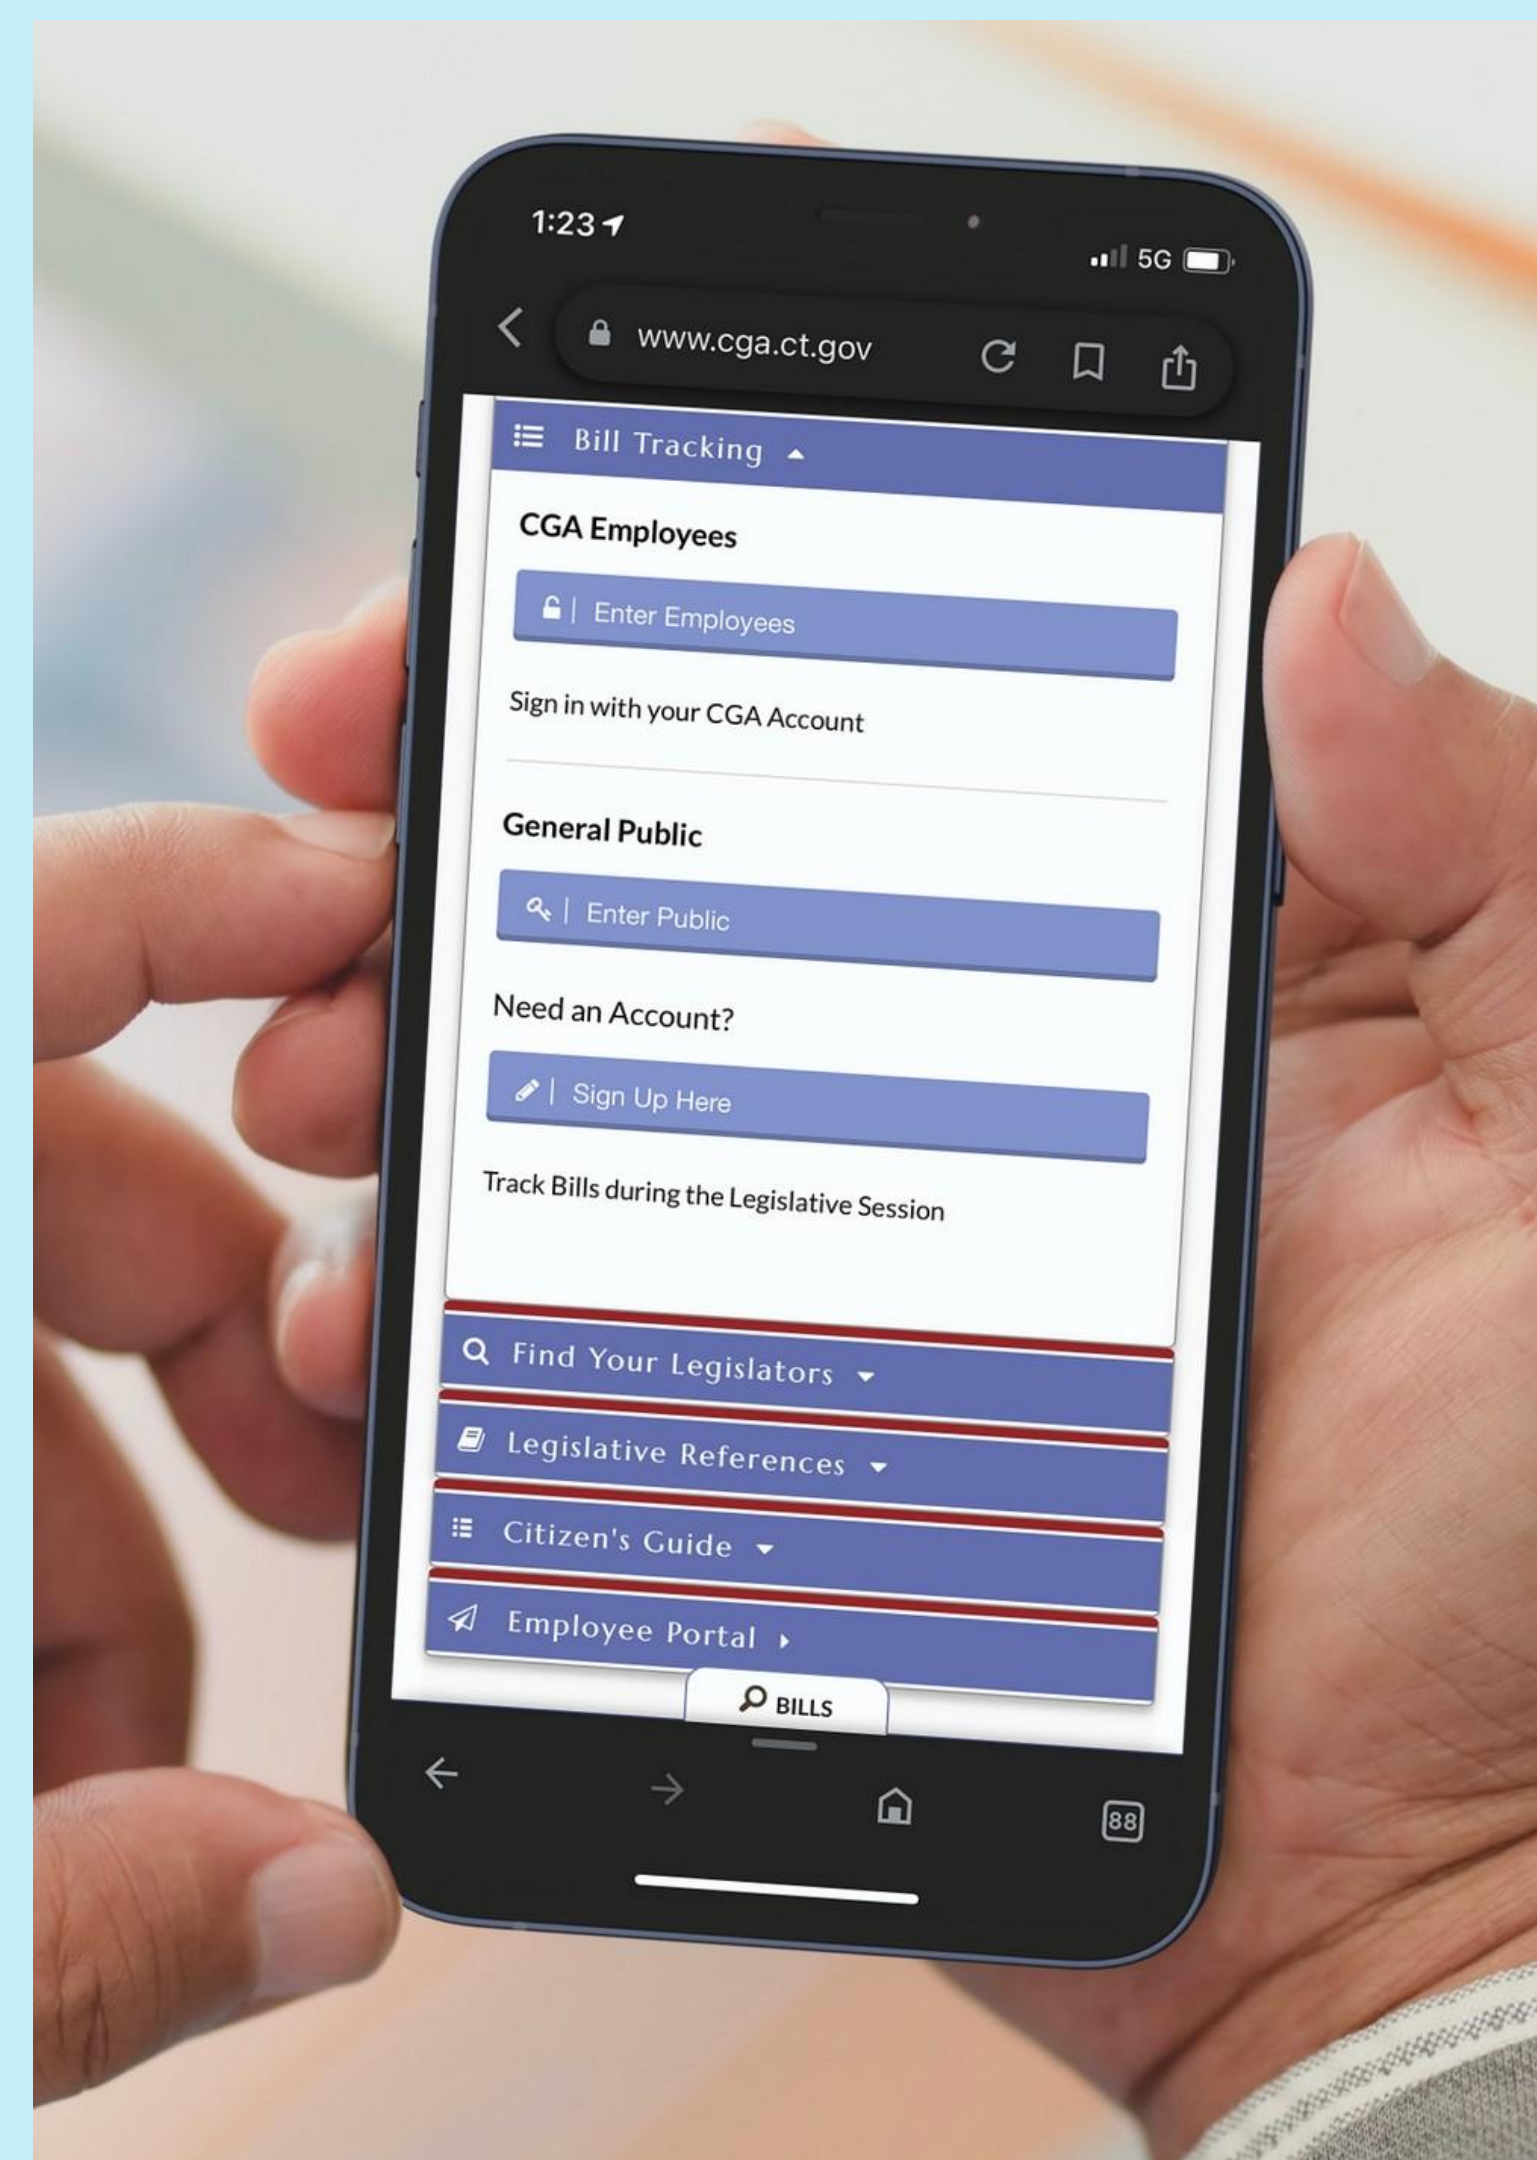 1:23
5G
www.cga.ct.gov
Bill Tracking
CGA Employees
Enter Employees
Sign in with your CGA Account
General Public
Enter Public
Need an Account?
Sign Up Here
Track Bills during the Legislative Session
Find Your Legislators
Legislative References
Citizen's Guide
Employee Portal
BILLS
88